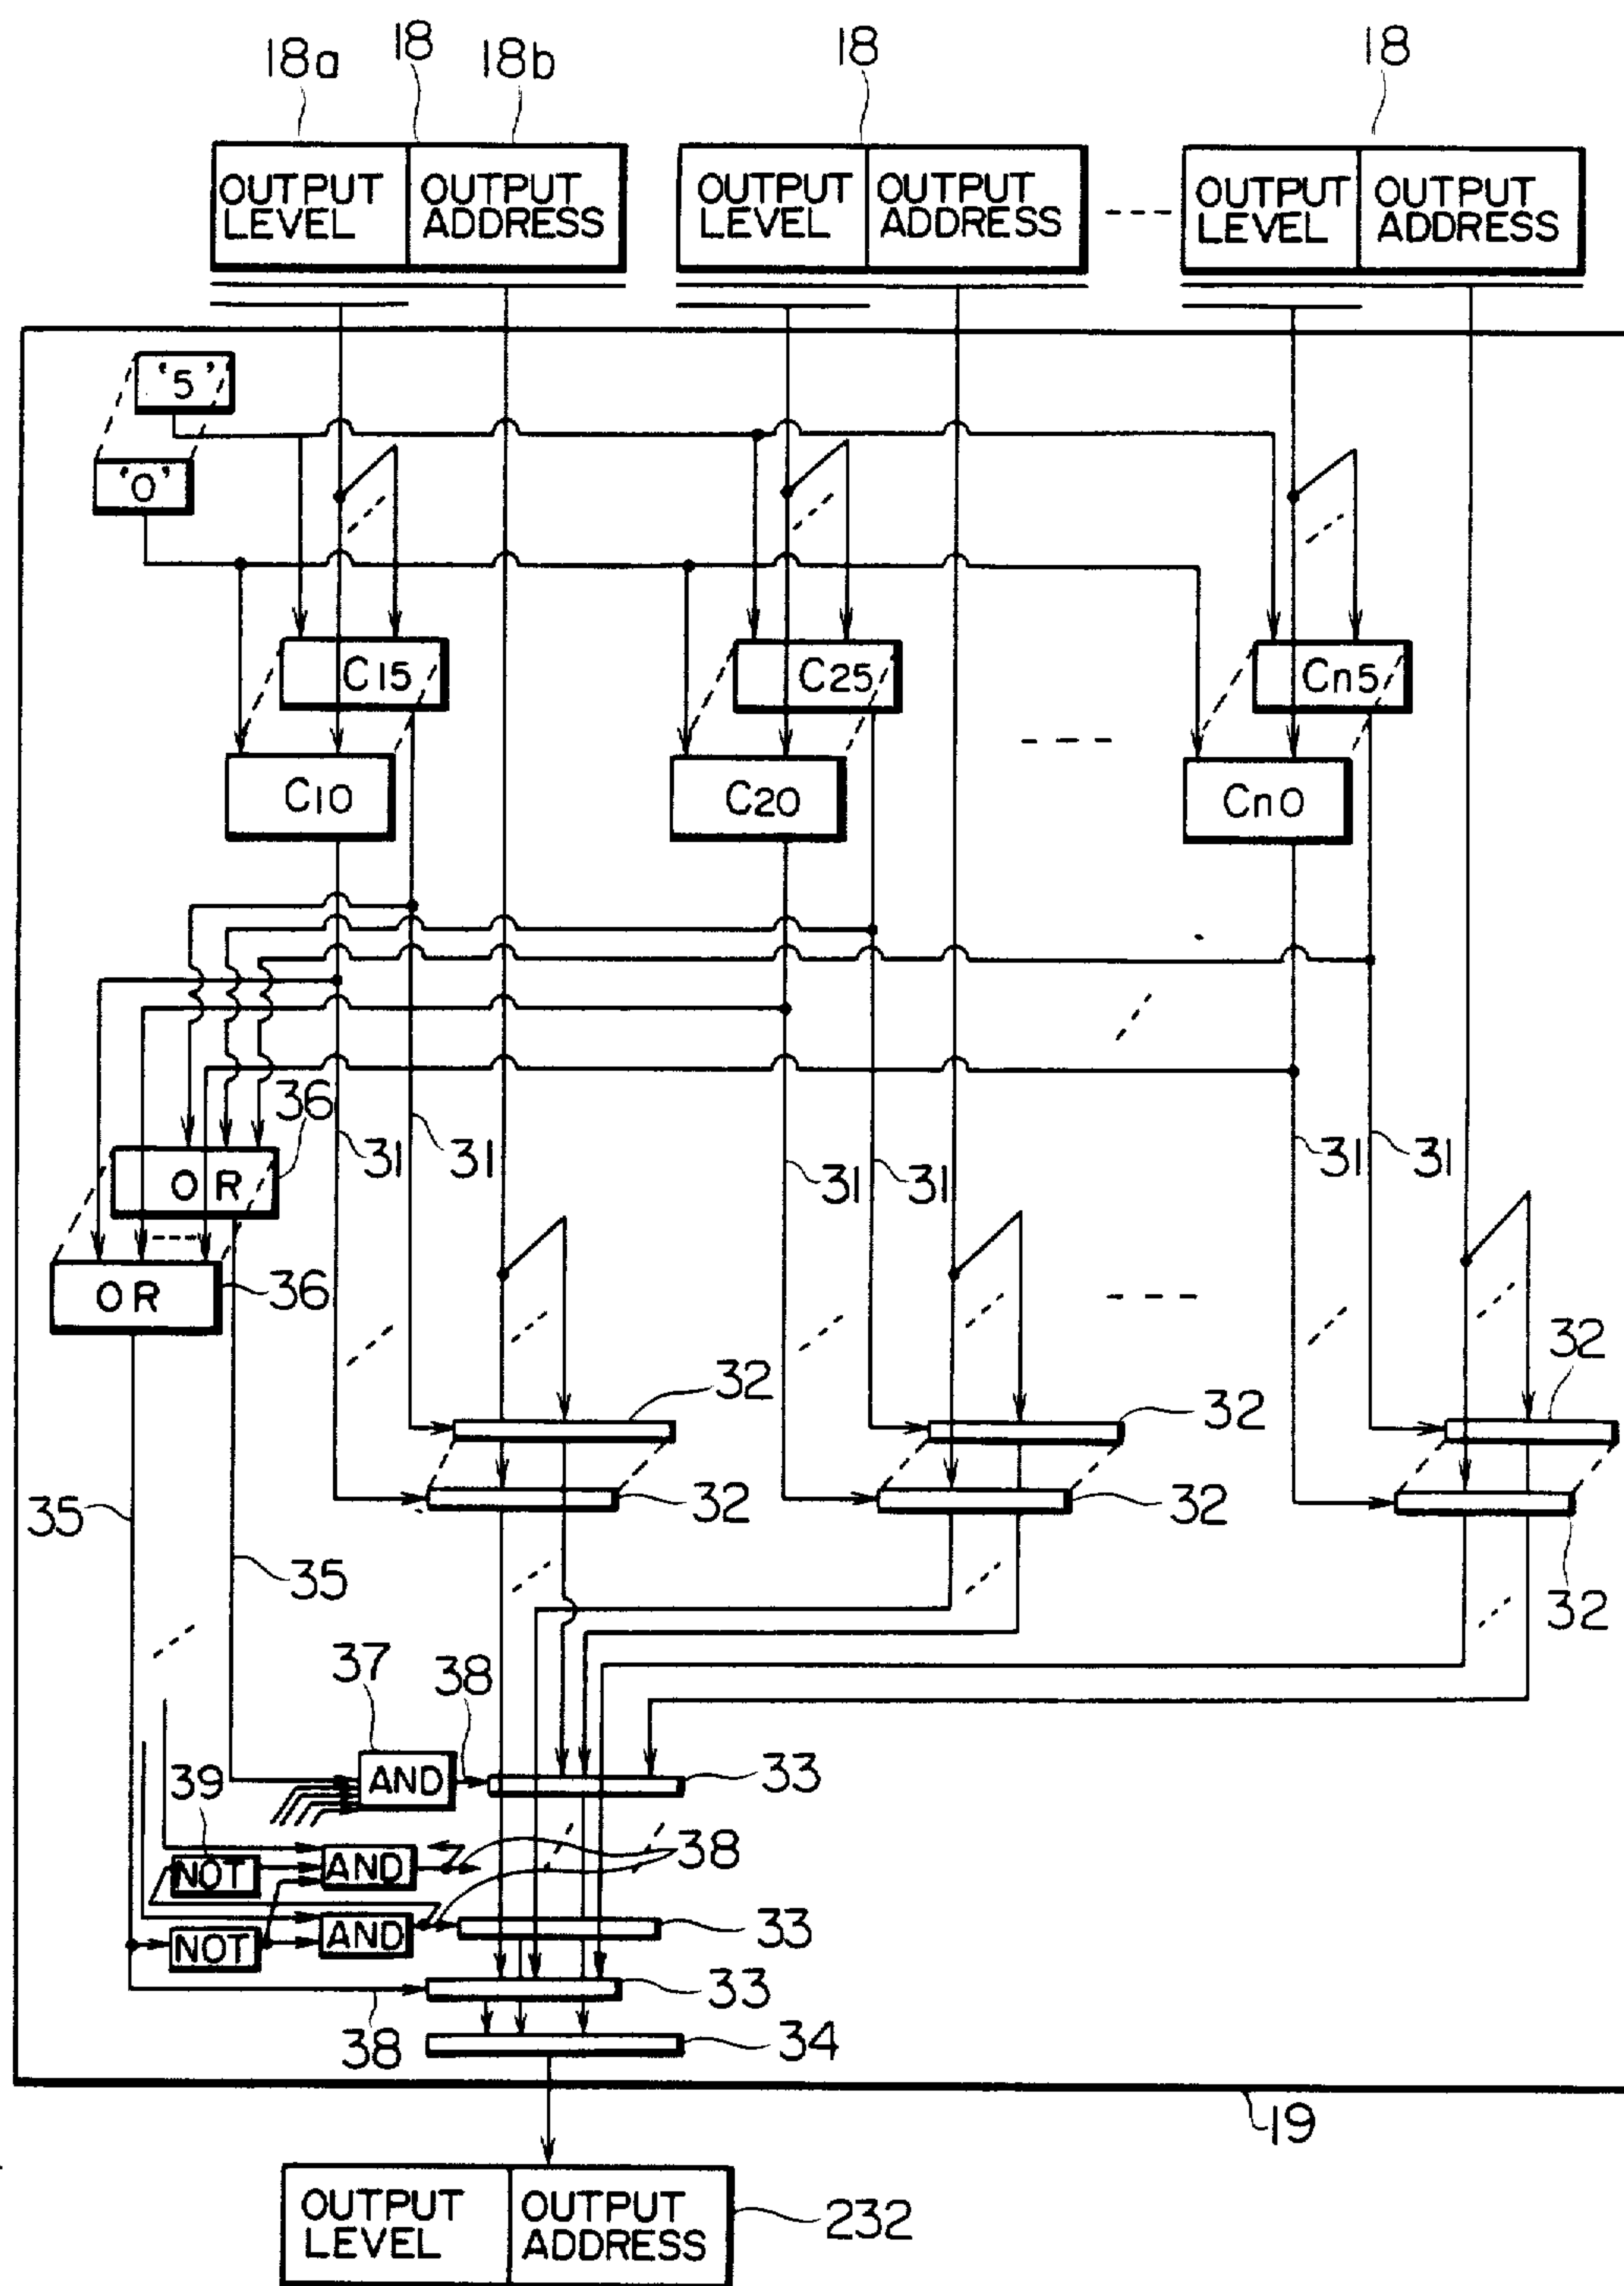 18a 18 18b 18 18
OUTPUT LEVEL OUTPUT ADDRESS OUTPUT LEVEL OUTPUT ADDRESS OUTPUT LEVEL OUTPUT ADDRESS
'5'
'0'
C15 C25 Cn5
C10 C20 Cn0
36
31 31 31 31 31 31
OR
OR 36
32 32 32
32 32 32
35
35
37 38
39 AND 33
NOT AND 38
AND 33
NOT
33
38 34
19
OUTPUT LEVEL OUTPUT ADDRESS 232